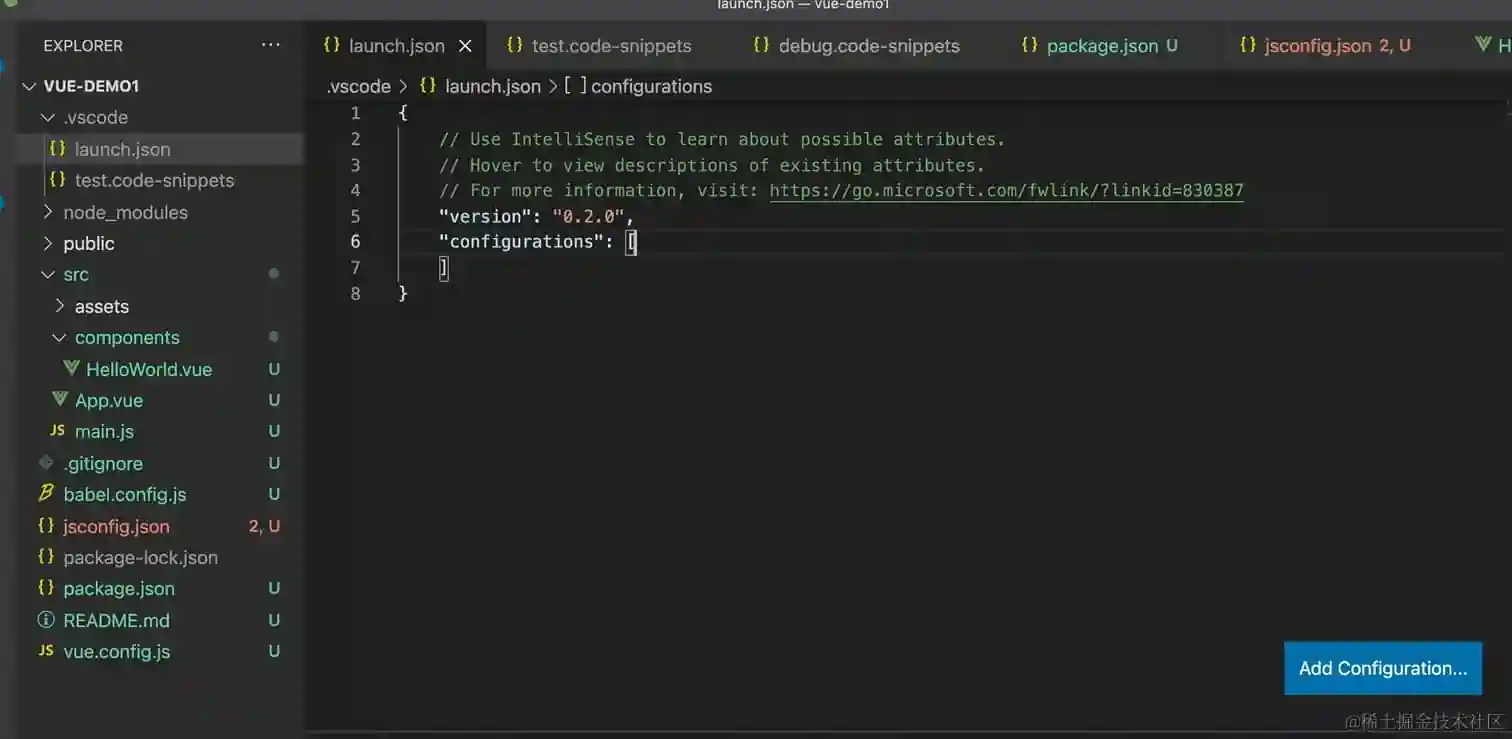 launch.json — vue-demo1
EXPLORER ...
{} launch.json × {} test.code-snippets {} debug.code-snippets {} package.json U {} jsconfig.json 2, U H
VUE-DEMO1
.vscode
{} launch.json
{} test.code-snippets
node_modules
public
src
assets
components
HelloWorld.vue U
App.vue U
JS main.js U
.gitignore U
babel.config.js U
{} jsconfig.json 2, U
{} package-lock.json
{} package.json U
README.md U
JS vue.config.js U
.vscode > {} launch.json > [ ] configurations
1 {
2 // Use IntelliSense to learn about possible attributes.
3 // Hover to view descriptions of existing attributes.
4 // For more information, visit: https://go.microsoft.com/fwlink/?linkid=830387
5 "version": "0.2.0",
6 "configurations": [
7 ]
8 }
Add Configuration...
@稀土掘金技术社区